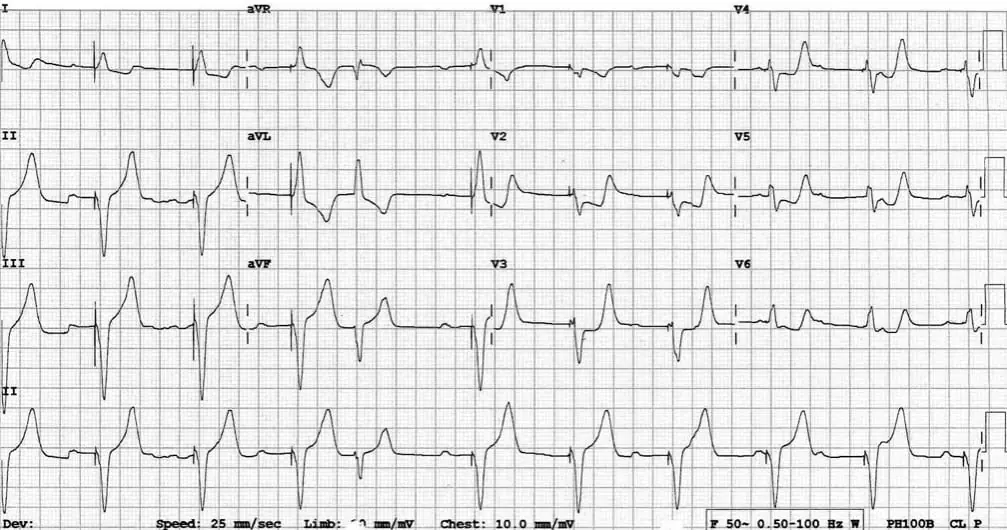 I aVR V1 V4
II aVL V2 V5
III aVF V3 V6
II
Dev: Speed: 25 mm/sec Limb: mm/mV Chest: 10.0 mm/mV F 50~ 0.50-100 Hz W PH100B CL P